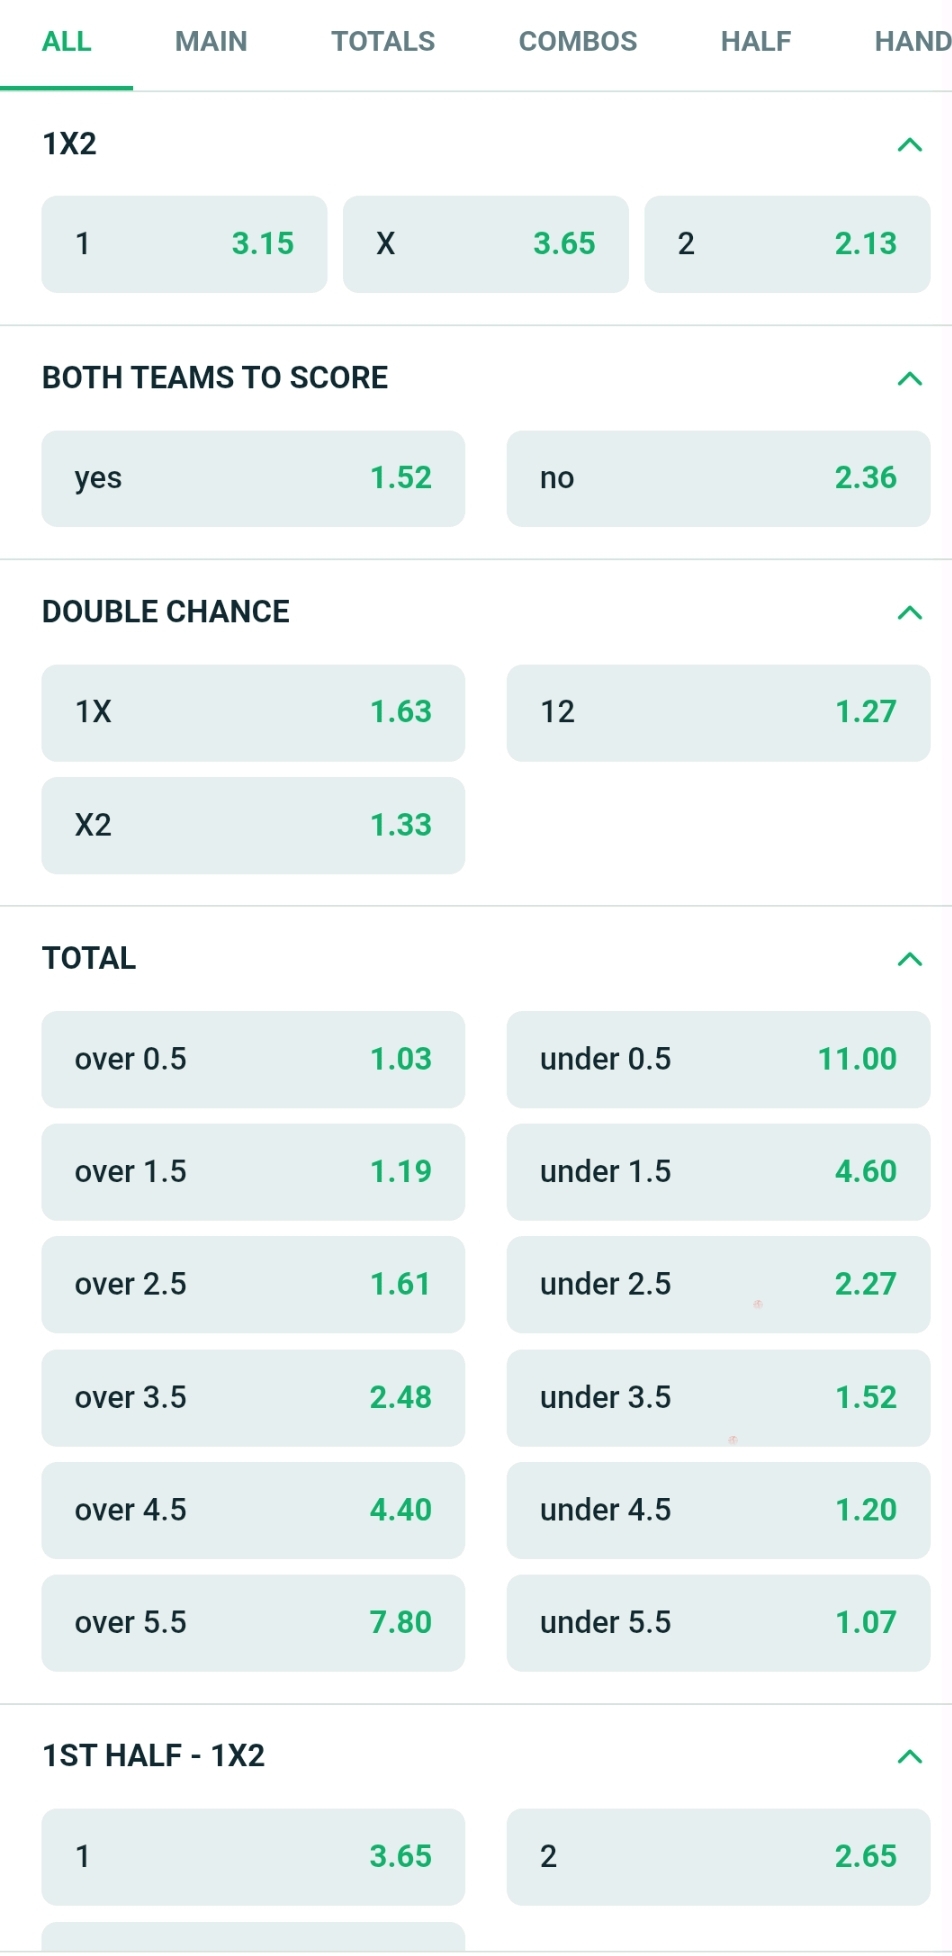 ALL MAIN TOTALS COMBOS HALF HAND
1X2
1 3.15 X 3.65 2 2.13
BOTH TEAMS TO SCORE
yes 1.52 no 2.36
DOUBLE CHANCE
1X 1.63 12 1.27
X2 1.33
TOTAL
over 0.5 1.03 under 0.5 11.00
over 1.5 1.19 under 1.5 4.60
over 2.5 1.61 under 2.5 2.27
over 3.5 2.48 under 3.5 1.52
over 4.5 4.40 under 4.5 1.20
over 5.5 7.80 under 5.5 1.07
1ST HALF - 1X2
1 3.65 2 2.65